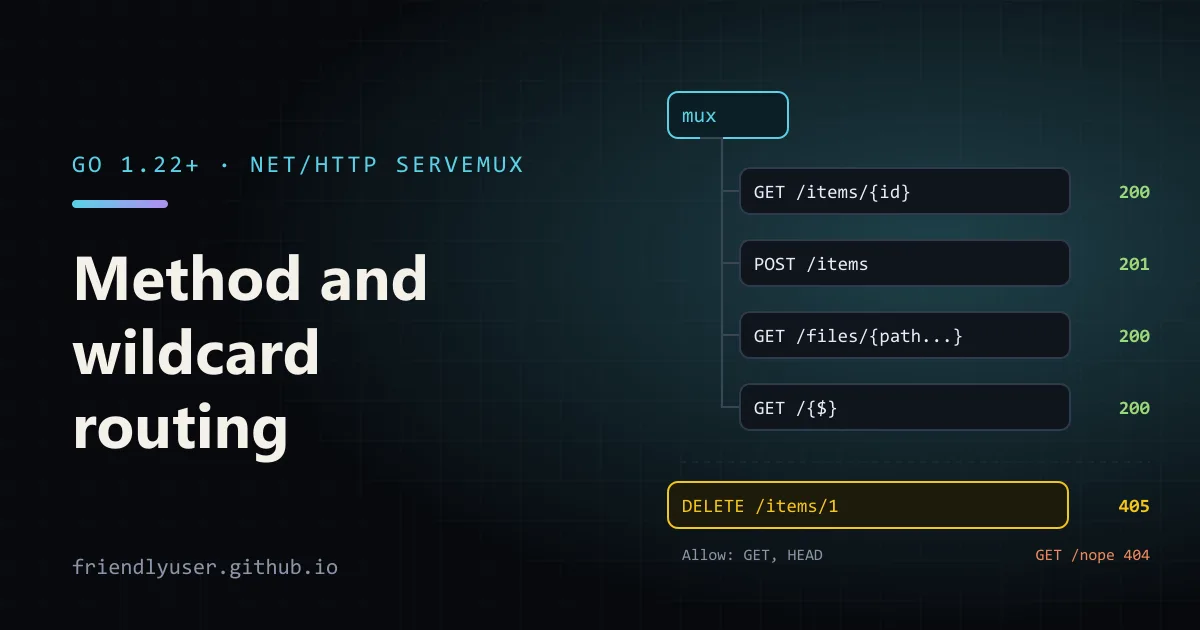 GO 1.22+ · NET/HTTP SERVEMUX
Method and
wildcard
routing
friendlyuser.github.io
mux
GET /items/{id} 200
POST /items 201
GET /files/{path...} 200
GET /{$} 200
DELETE /items/1 405
Allow: GET, HEAD GET /nope 404